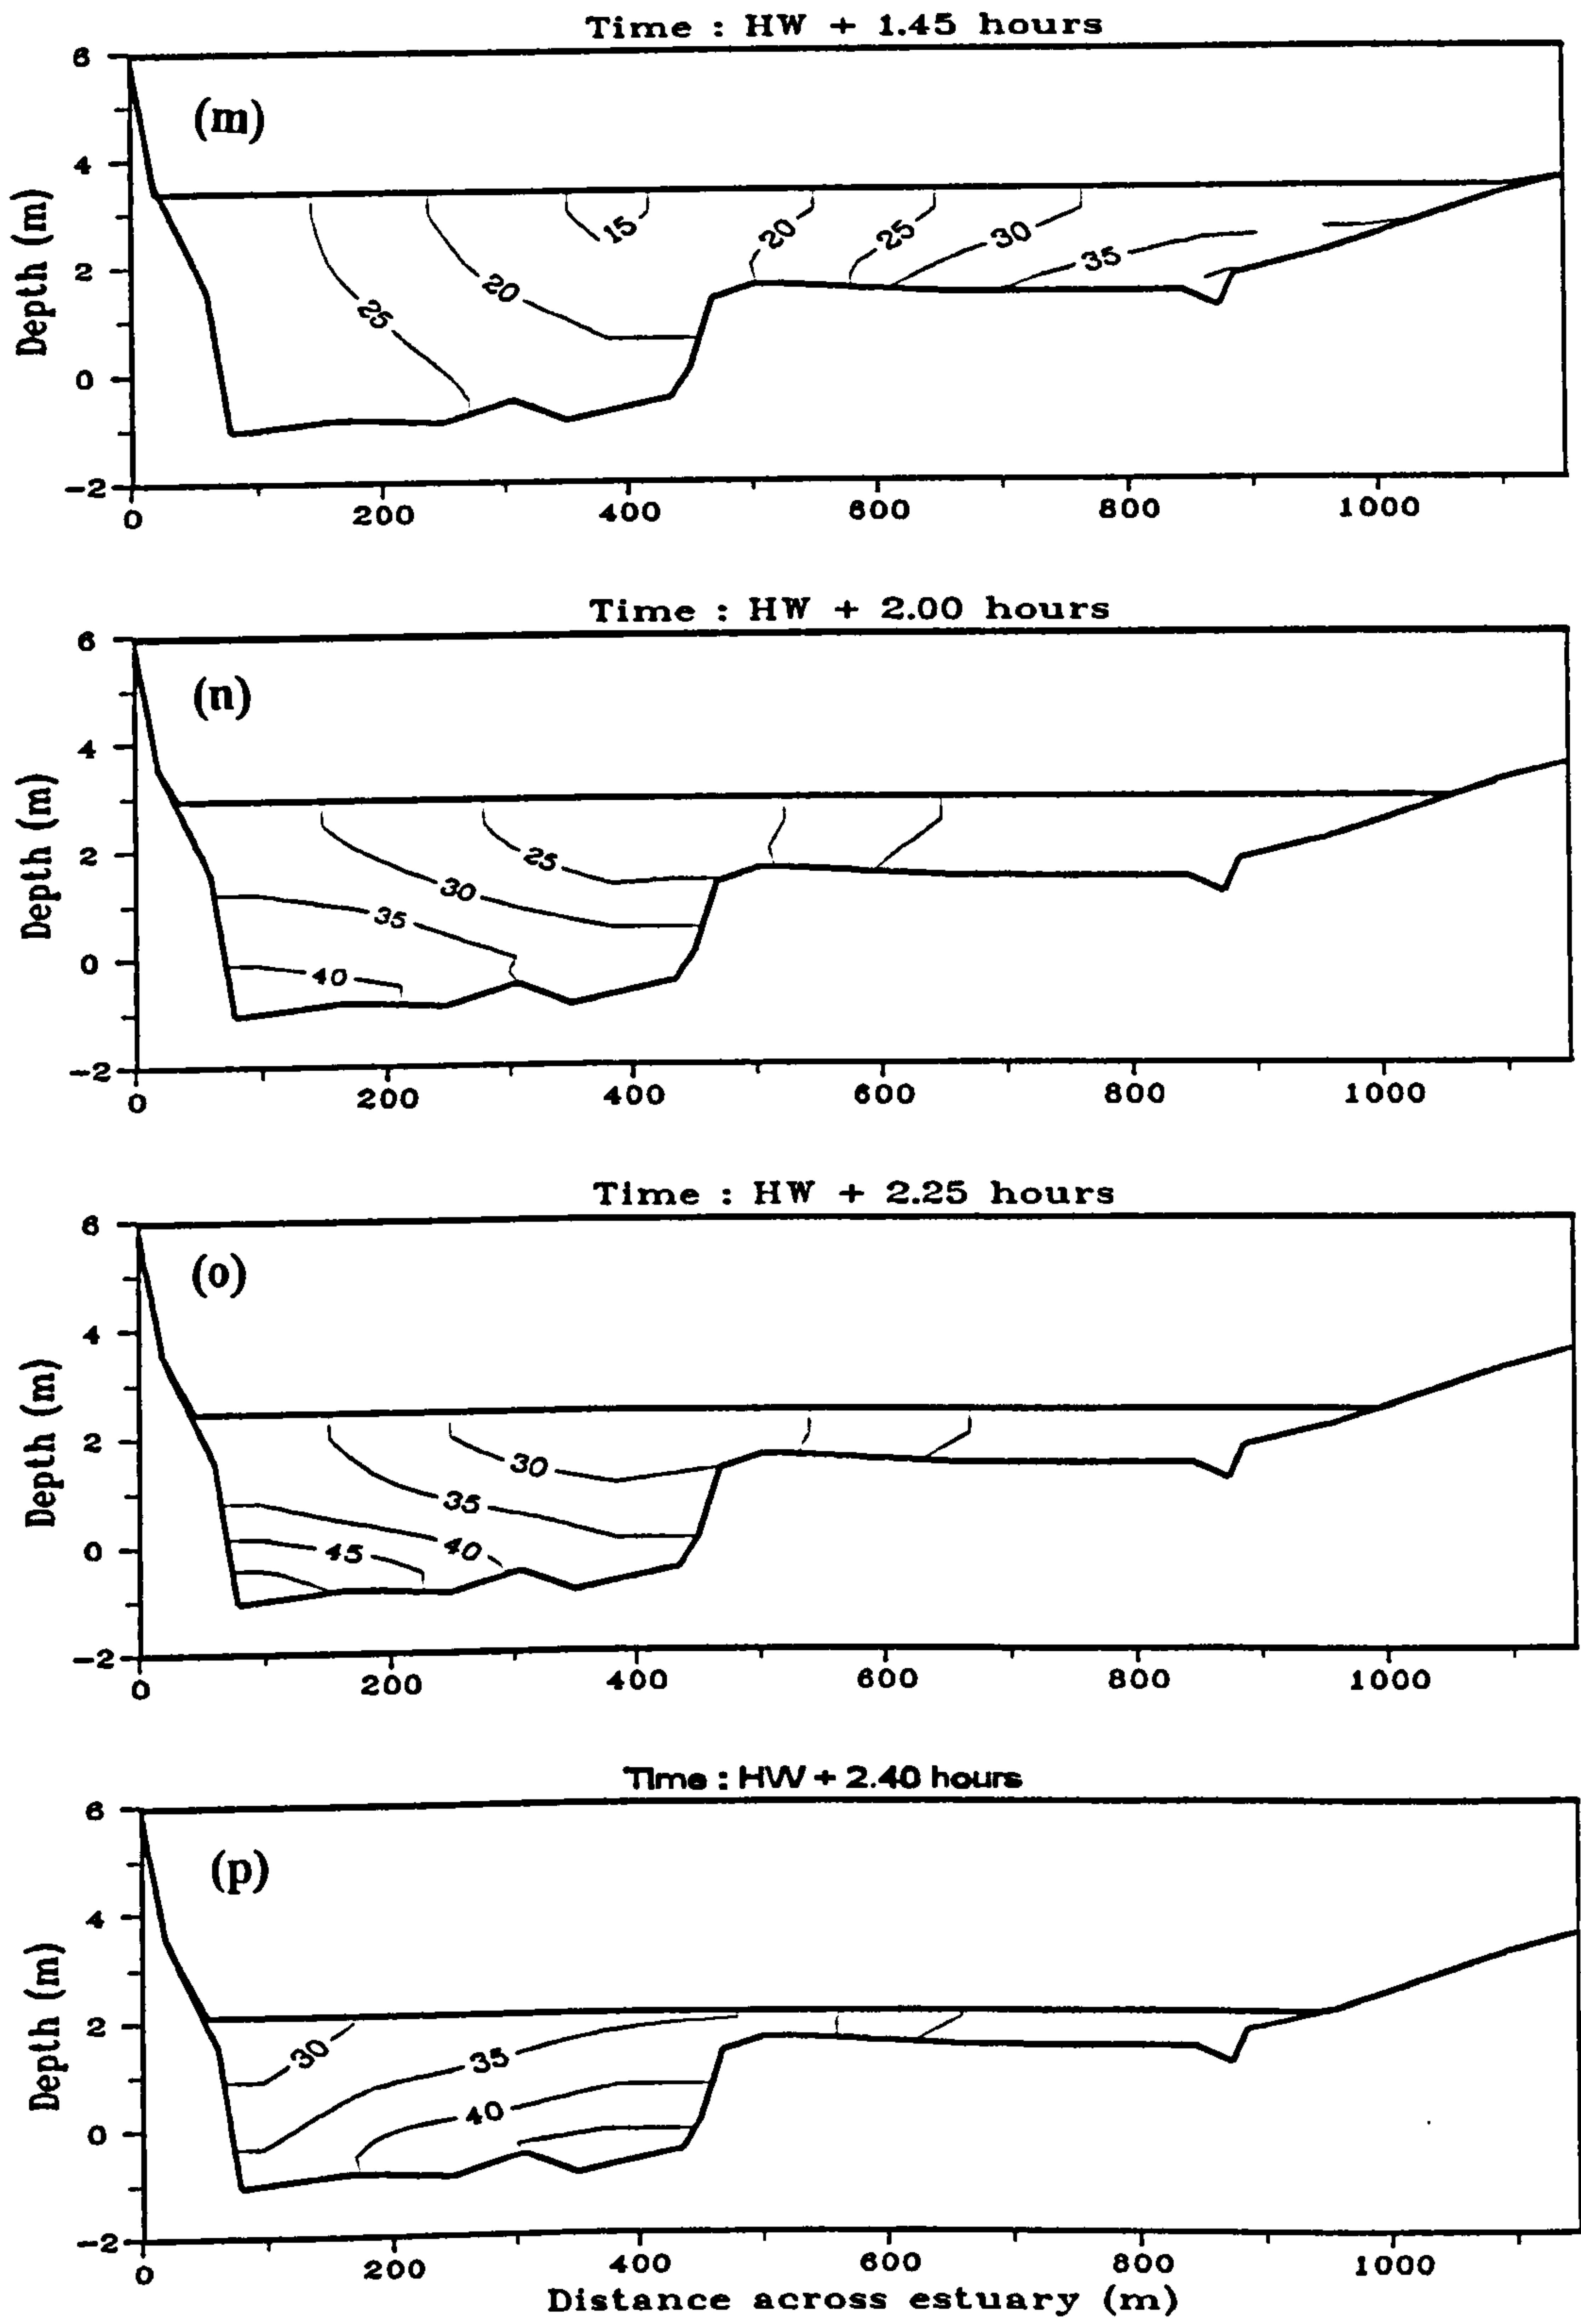 Time : HW + 1.45 hours
6
(m)
4
15
20
25
30
35
2
20
25
0
-2
0 200 400 600 800 1000
Depth (m)
Time : HW + 2.00 hours
6
(n)
4
2
25
30
35
0
40
-2
0 200 400 600 800 1000
Depth (m)
Time : HW + 2.25 hours
6
(o)
4
2
30
35
40
45
0
-2
0 200 400 600 800 1000
Depth (m)
Time : HW + 2.40 hours
6
(p)
4
2
30
35
40
0
-2
0 200 400 600 800 1000
Depth (m)
Distance across estuary (m)